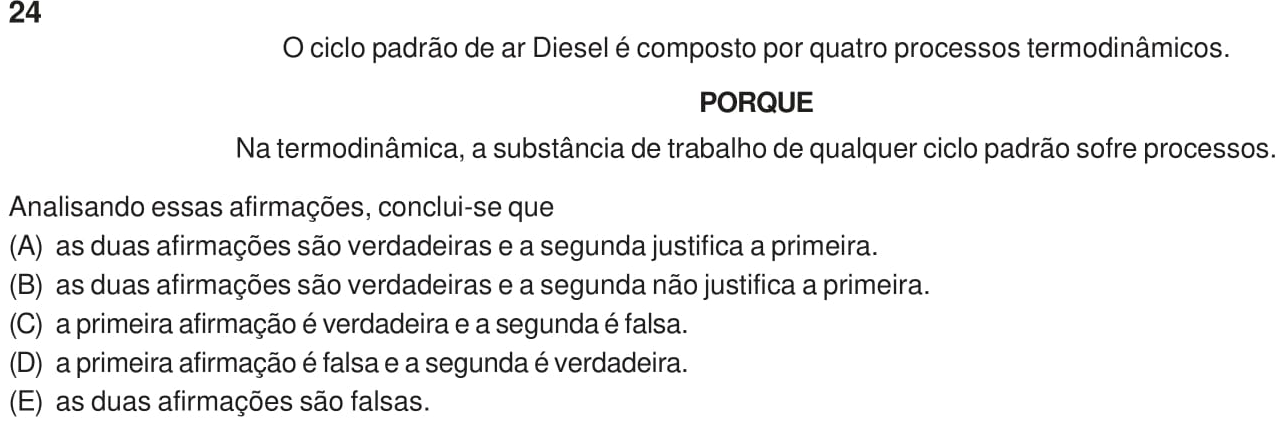 24
O ciclo padrão de ar Diesel é composto por quatro processos termodinâmicos.
PORQUE
Na termodinâmica, a substância de trabalho de qualquer ciclo padrão sofre processos.
Analisando essas afirmações, conclui-se que
(A) as duas afirmações são verdadeiras e a segunda justifica a primeira.
(B) as duas afirmações são verdadeiras e a segunda não justifica a primeira.
(C) a primeira afirmação é verdadeira e a segunda é falsa.
(D) a primeira afirmação é falsa e a segunda é verdadeira.
(E) as duas afirmações são falsas.